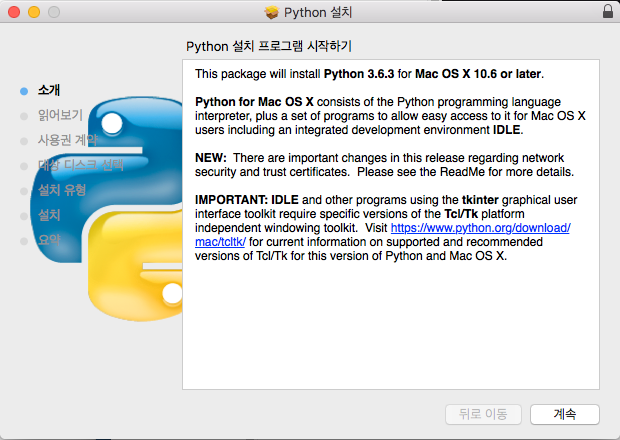 Python 설치
Python 설치 프로그램 시작하기
소개
읽어보기
사용권 계약
대상 디스크 선택
설치 유형
설치
요약
This package will install Python 3.6.3 for Mac OS X 10.6 or later.
Python for Mac OS X consists of the Python programming language
interpreter, plus a set of programs to allow easy access to it for Mac OS X
users including an integrated development environment IDLE.
NEW:  There are important changes in this release regarding network
security and trust certificates.  Please see the ReadMe for more details.
IMPORTANT: IDLE and other programs using the tkinter graphical user
interface toolkit require specific versions of the Tcl/Tk platform
independent windowing toolkit.  Visit https://www.python.org/download/
mac/tcltk/ for current information on supported and recommended
versions of Tcl/Tk for this version of Python and Mac OS X.
뒤로 이동
계속